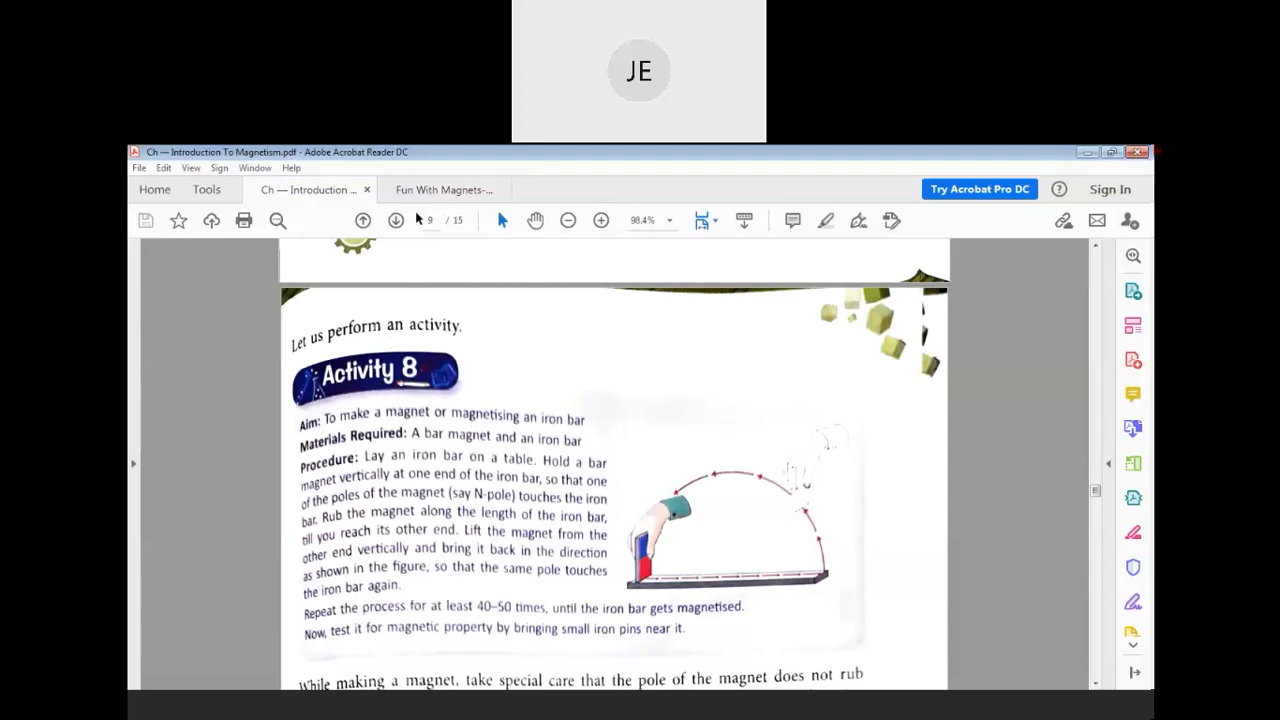 JE
Ch — Introduction To Magnetism.pdf - Adobe Acrobat Reader DC
File Edit View Sign Window Help
Home Tools Ch — Introduction ... × Fun With Magnets-... Try Acrobat Pro DC ? Sign In
9 / 15 98.4%
Let us perform an activity.
Activity 8
Aim: To make a magnet or magnetising an iron bar
Materials Required: A bar magnet and an iron bar
Procedure: Lay an iron bar on a table. Hold a bar
magnet vertically at one end of the iron bar, so that one
of the poles of the magnet (say N-pole) touches the iron
bar. Rub the magnet along the length of the iron bar,
till you reach its other end. Lift the magnet from the
other end vertically and bring it back in the direction
as shown in the figure, so that the same pole touches
the iron bar again.
Repeat the process for at least 40–50 times, until the iron bar gets magnetised.
Now, test it for magnetic property by bringing small iron pins near it.
While making a magnet, take special care that the pole of the magnet does not rub